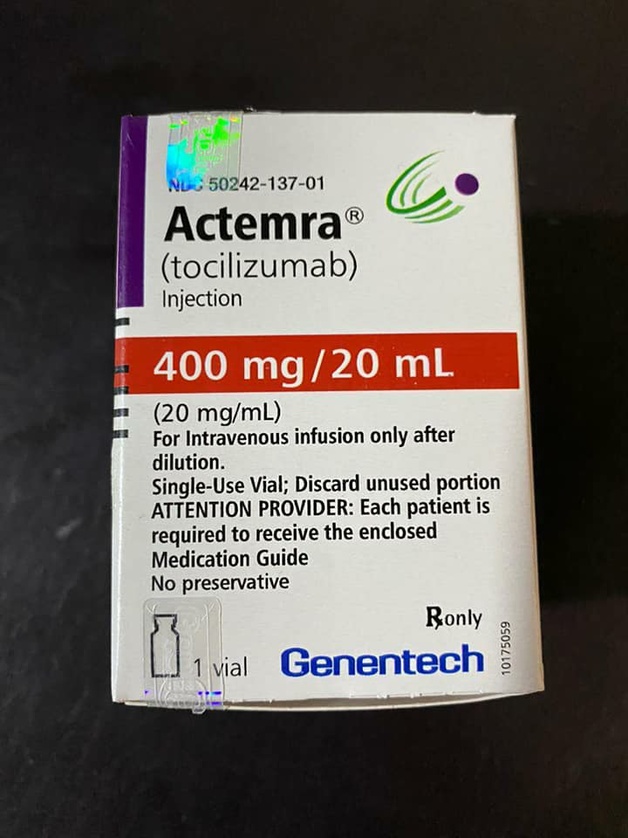 NDC 50242-137-01
Actemra®
(tocilizumab)
Injection
400 mg/20 mL
(20 mg/mL)
For Intravenous infusion only after
dilution.
Single-Use Vial; Discard unused portion
ATTENTION PROVIDER: Each patient is
required to receive the enclosed
Medication Guide
No preservative
Rx only
1 vial
Genentech
10175059